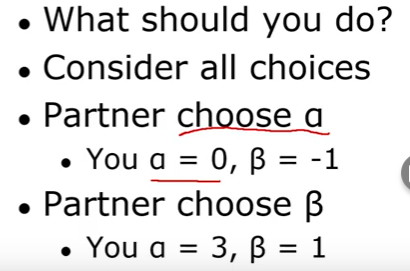 • What should you do?
• Consider all choices
• Partner choose α
• You α = 0, β = -1
• Partner choose β
• You α = 3, β = 1